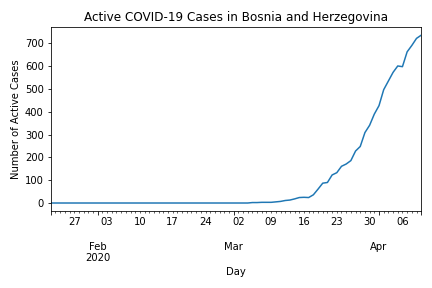 Active COVID-19 Cases in Bosnia and Herzegovina
700
600
500
400
300
200
100
0
Number of Active Cases
27 03 10 17 24 02 09 16 23 30 06
Feb Mar Apr
2020
Day